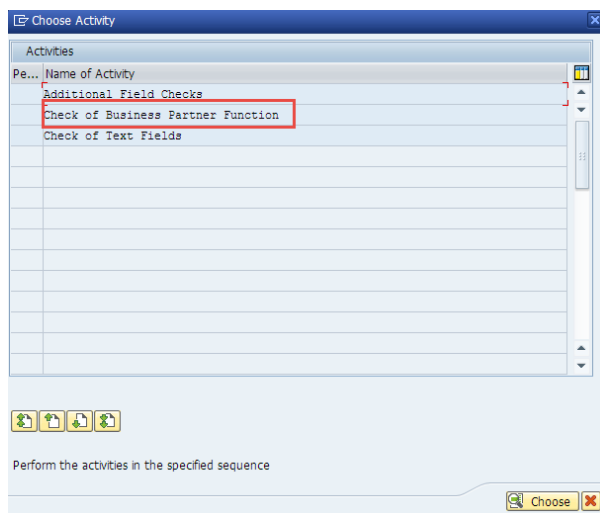 Choose Activity
Activities
Pe... Name of Activity
Additional Field Checks
Check of Business Partner Function
Check of Text Fields
Perform the activities in the specified sequence
Choose